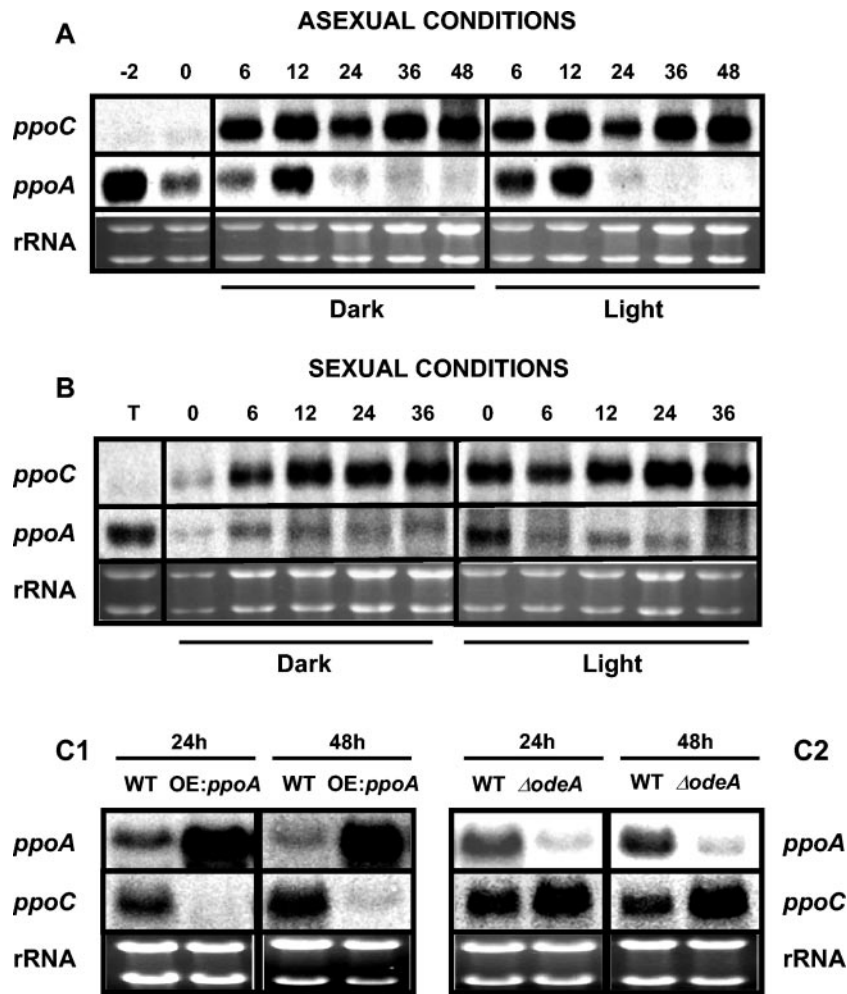 A
ASEXUAL CONDITIONS
-2 0 6 12 24 36 48 6 12 24 36 48
ppoC
ppoA
rRNA
Dark Light
B
SEXUAL CONDITIONS
T 0 6 12 24 36 0 6 12 24 36
ppoC
ppoA
rRNA
Dark Light
C1 24h 48h 24h 48h C2
WT OE:ppoA WT OE:ppoA WT ΔodeA WT ΔodeA
ppoA ppoA
ppoC ppoC
rRNA rRNA